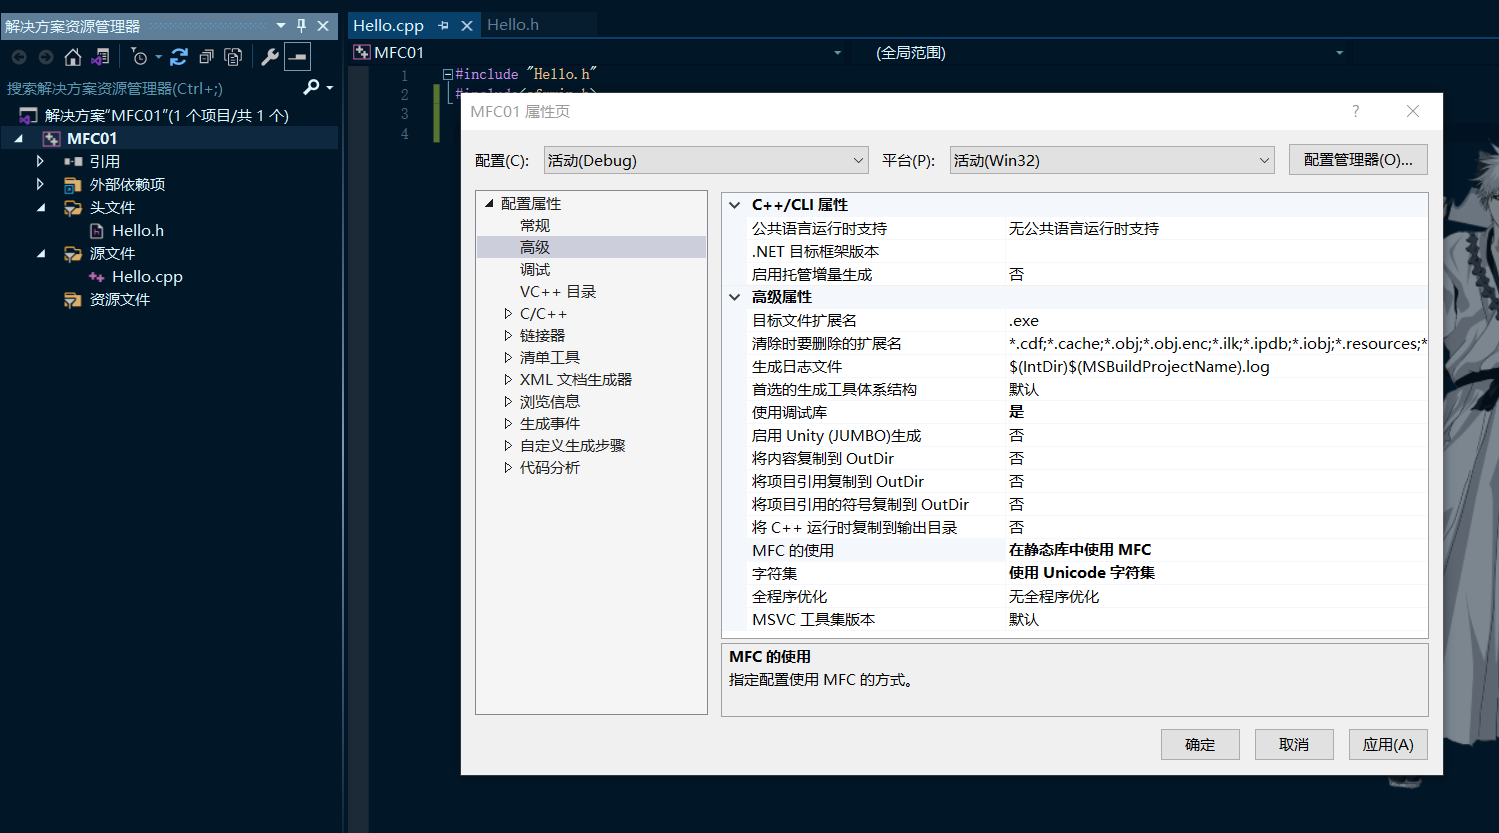 解决方案资源管理器
搜索解决方案资源管理器(Ctrl+;)
解决方案"MFC01"(1 个项目/共 1 个)
MFC01
引用
外部依赖项
头文件
Hello.h
源文件
Hello.cpp
资源文件
Hello.cpp
Hello.h
MFC01
(全局范围)
1
#include "Hello.h"
2
3
4
MFC01 属性页
?
配置(C):
活动(Debug)
平台(P):
活动(Win32)
配置管理器(O)...
配置属性
常规
高级
调试
VC++ 目录
C/C++
链接器
清单工具
XML 文档生成器
浏览信息
生成事件
自定义生成步骤
代码分析
C++/CLI 属性
公共语言运行时支持 无公共语言运行时支持
.NET 目标框架版本
启用托管增量生成 否
高级属性
目标文件扩展名 .exe
清除时要删除的扩展名 *.cdf;*.cache;*.obj;*.obj.enc;*.ilk;*.ipdb;*.iobj;*.resources;*
生成日志文件 $(IntDir)$(MSBuildProjectName).log
首选的生成工具体系结构 默认
使用调试库 是
启用 Unity (JUMBO)生成 否
将内容复制到 OutDir 否
将项目引用复制到 OutDir 否
将项目引用的符号复制到 OutDir 否
将 C++ 运行时复制到输出目录 否
MFC 的使用 在静态库中使用 MFC
字符集 使用 Unicode 字符集
全程序优化 无全程序优化
MSVC 工具集版本 默认
MFC 的使用
指定配置使用 MFC 的方式。
确定
取消
应用(A)